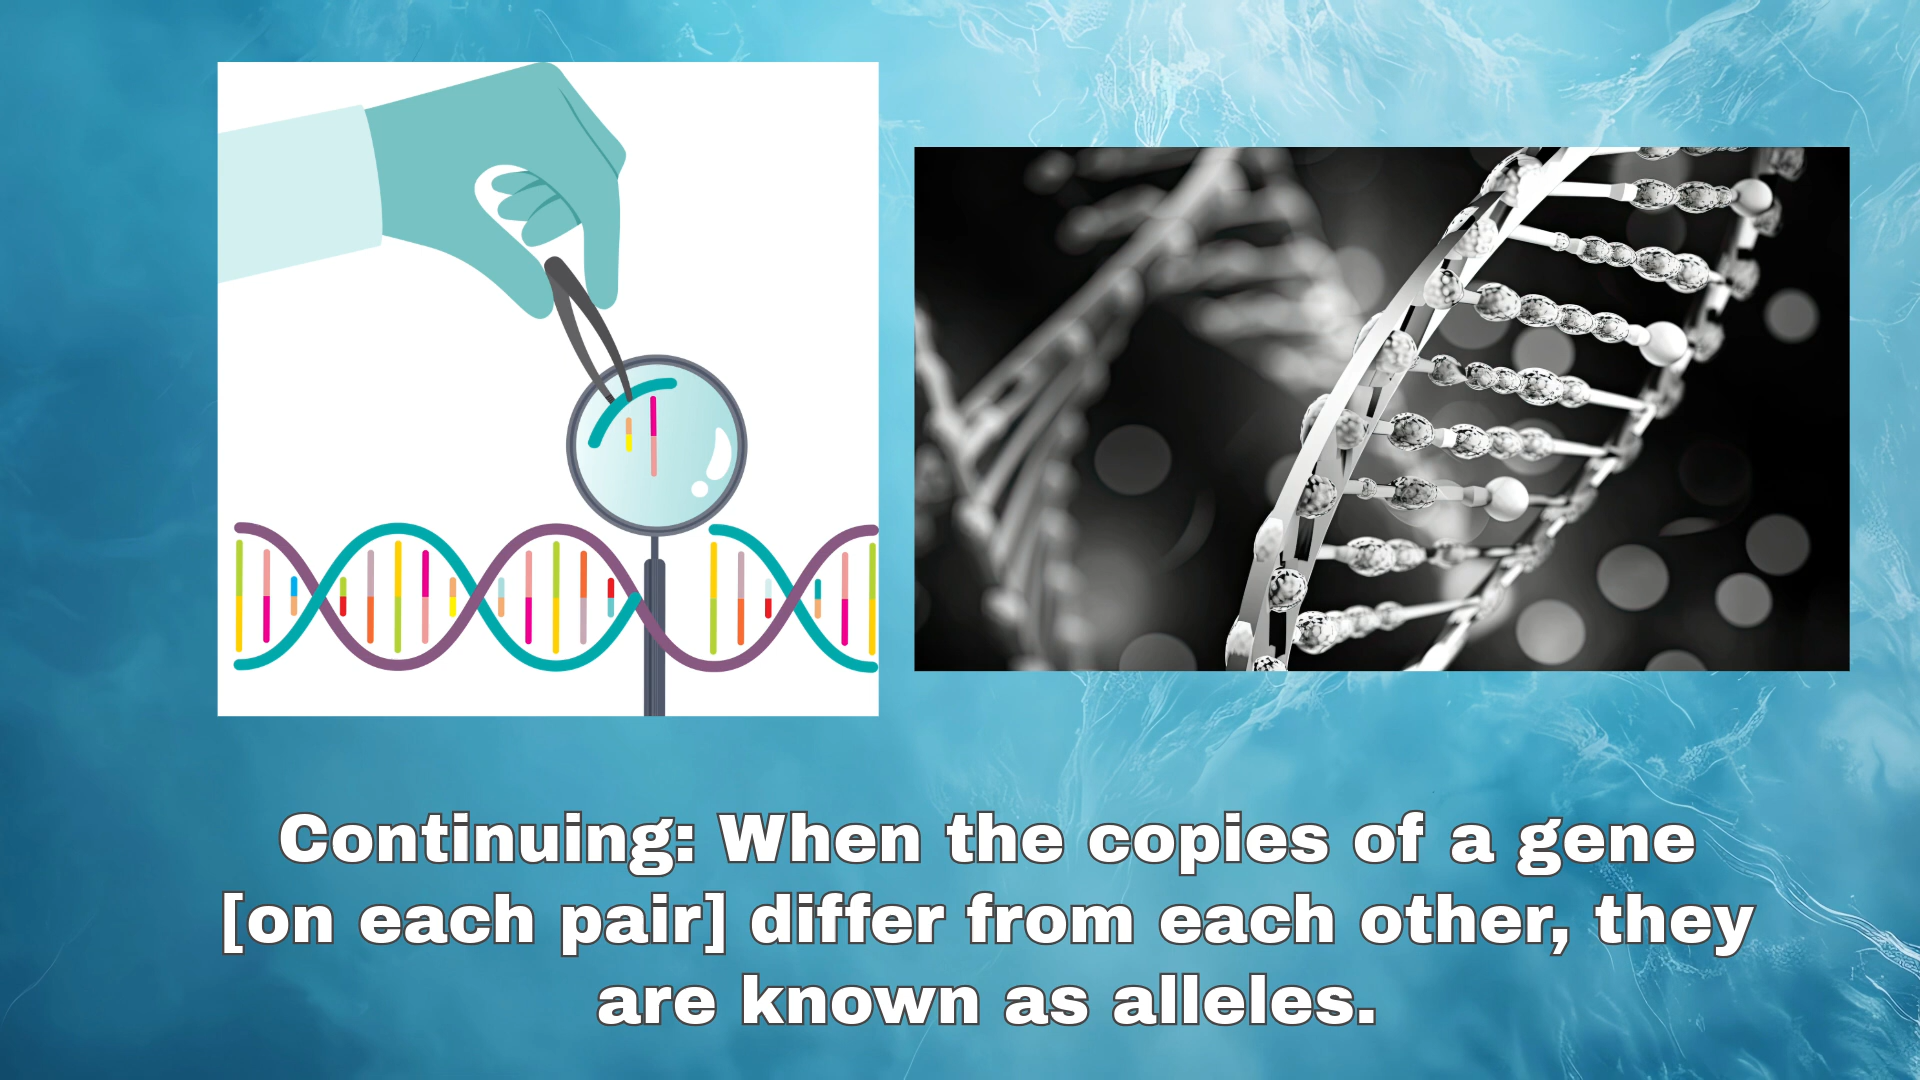 Continuing: When the copies of a gene
[on each pair] differ from each other, they
are known as alleles.